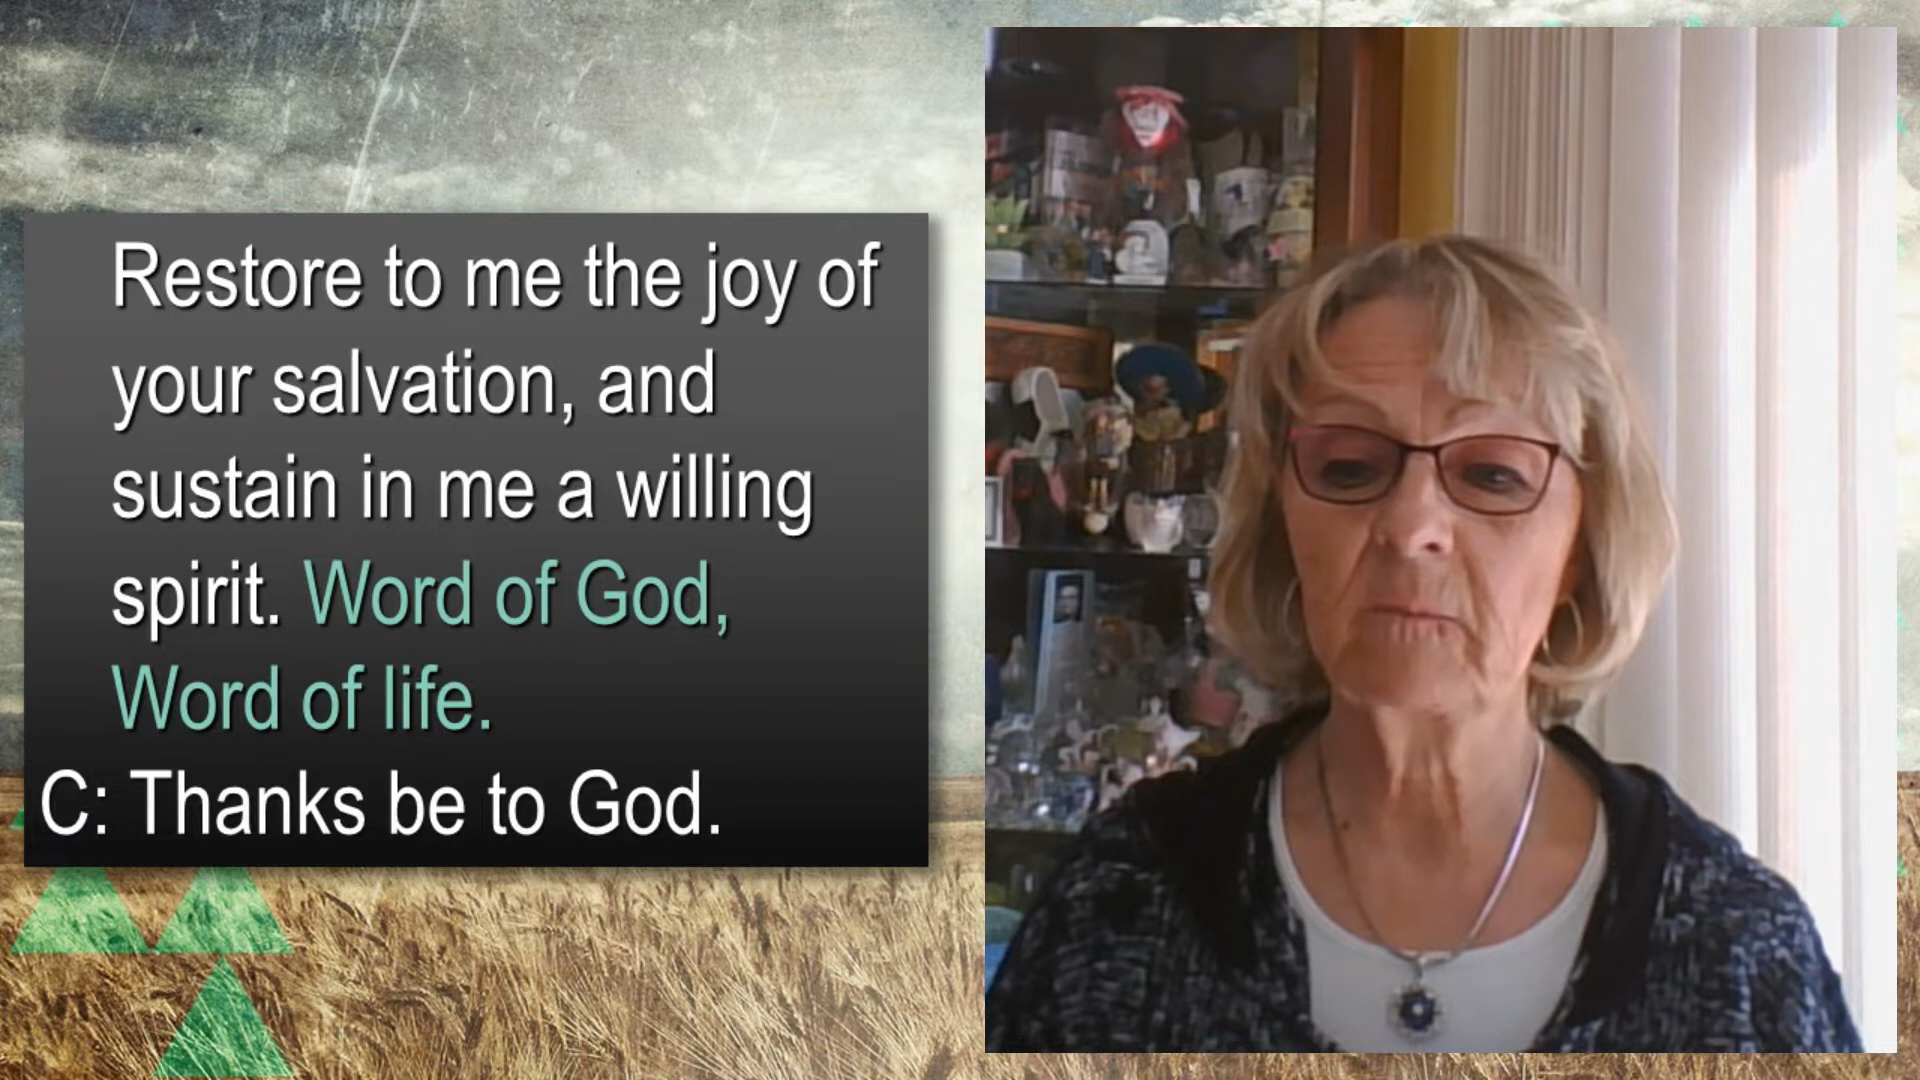 Restore to me the joy of
your salvation, and
sustain in me a willing
spirit. Word of God,
Word of life.
C: Thanks be to God.